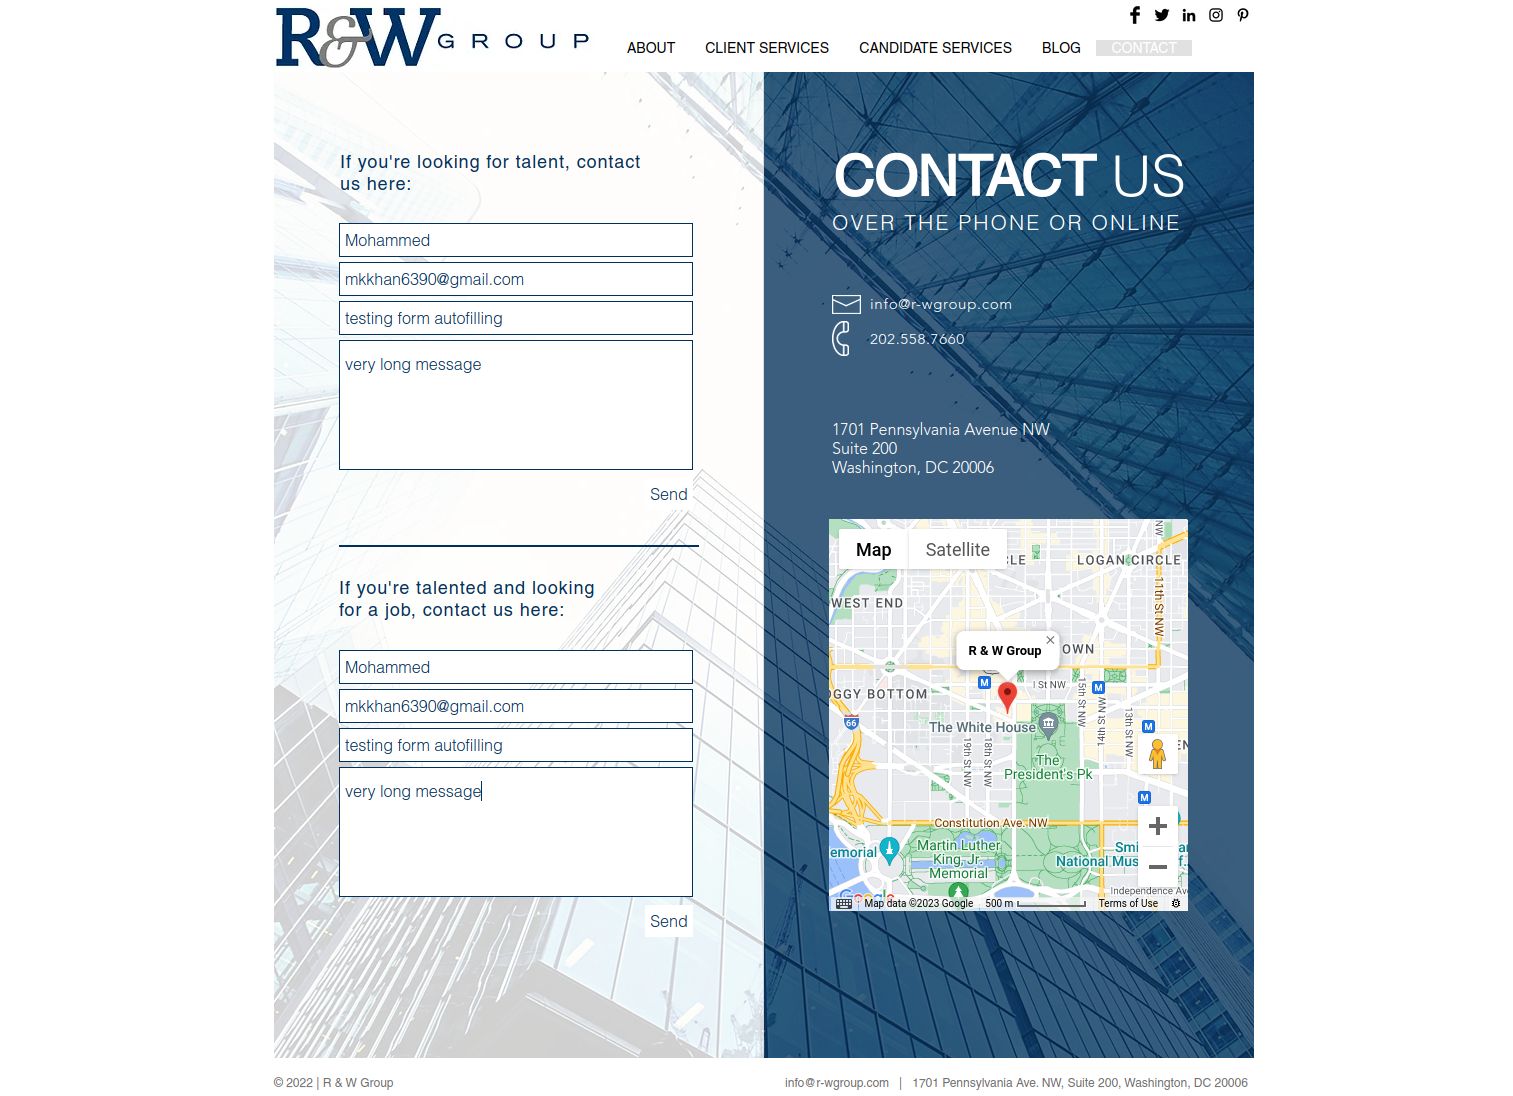 R&W GROUP
ABOUT CLIENT SERVICES CANDIDATE SERVICES BLOG CONTACT
If you're looking for talent, contact
us here:
Mohammed
mkkhan6390@gmail.com
testing form autofilling
very long message
Send
If you're talented and looking
for a job, contact us here:
Mohammed
mkkhan6390@gmail.com
testing form autofilling
very long message
Send
CONTACT US
OVER THE PHONE OR ONLINE
info@r-wgroup.com
202.558.7660
1701 Pennsylvania Avenue NW
Suite 200
Washington, DC 20006
Map Satellite
NW
CLE
LOGAN CIRCLE
11th St NW
WEST END
R & W Group
OWN
I St NW
OGGY BOTTOM
M
M
15th St NW
14th St NW
13th St NW
66
The White House
M
19th St NW
18th St NW
EN
The
President's Pk
M
Constitution Ave. NW
Martin Luther
King, Jr.
Memorial
emorial
Smi
National Mus
f.
Independence Av
Google
Map data ©2023 Google 500 m Terms of Use
© 2022 | R & W Group
info@r-wgroup.com | 1701 Pennsylvania Ave. NW, Suite 200, Washington, DC 20006